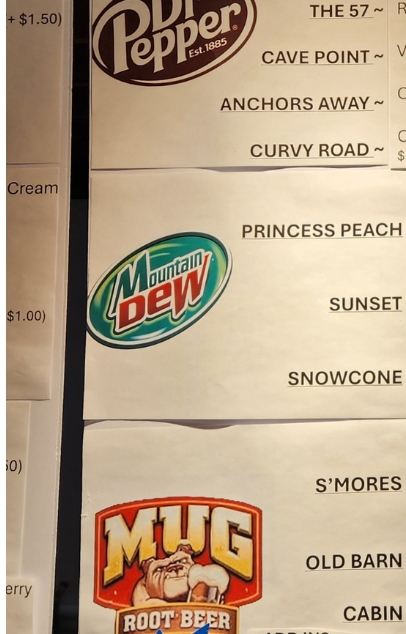 + $1.50)
Cream
$1.00)
50)
erry
Dr
Pepper
Est.1885
THE 57 ~
CAVE POINT ~
ANCHORS AWAY ~
CURVY ROAD ~
Mountain
DEW
PRINCESS PEACH
SUNSET
SNOWCONE
MUG
ROOT BEER
S'MORES
OLD BARN
CABIN